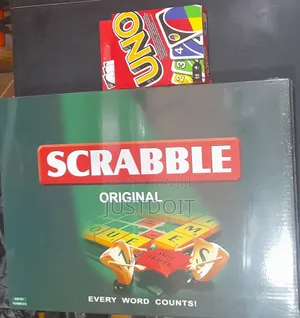 UNO
SCRABBLE
ORIGINAL
JUSTDOIT
EVERY WORD COUNTS!